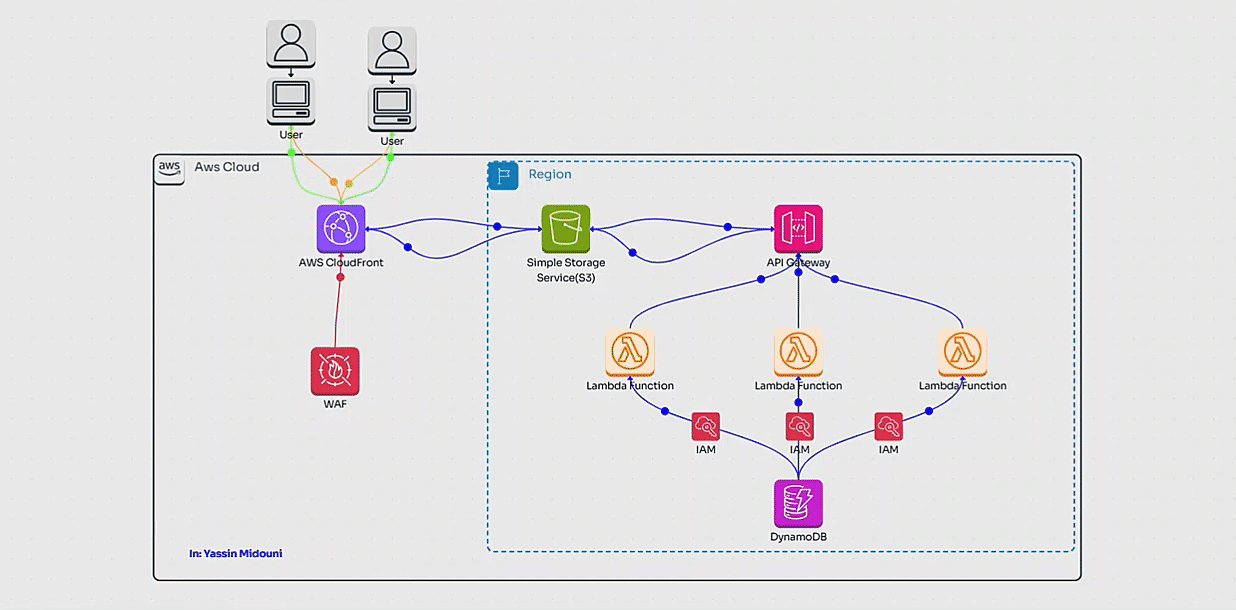 User
User
aws
Aws Cloud
Region
AWS CloudFront
Simple Storage
Service(S3)
API Gateway
Lambda Function
Lambda Function
Lambda Function
WAF
IAM
IAM
IAM
DynamoDB
In: Yassin Midouni